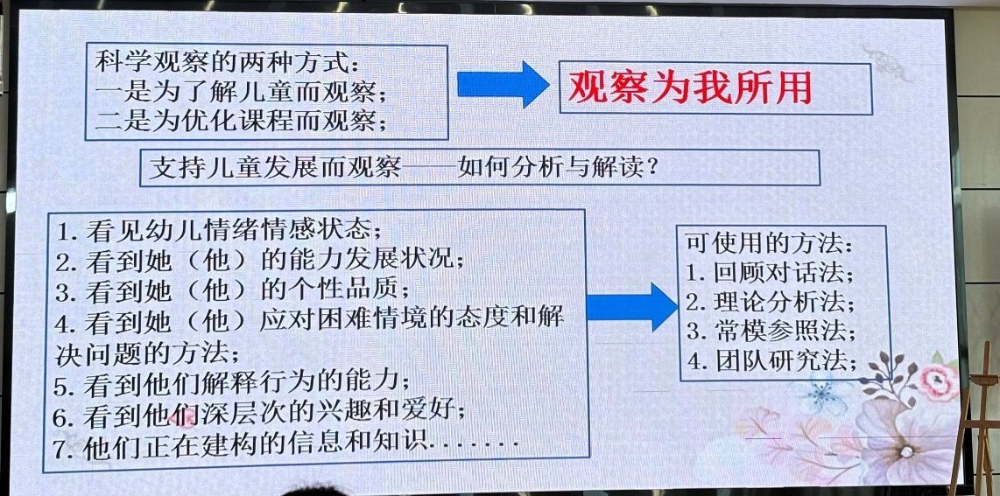 科学观察的两种方式：
一是为了解儿童而观察；
二是为优化课程而观察；
观察为我所用
支持儿童发展而观察——如何分析与解读？
1. 看见幼儿情绪情感状态；
2. 看到她（他）的能力发展状况；
3. 看到她（他）的个性品质；
4. 看到她（他）应对困难情境的态度和解
决问题的方法；
5. 看到他们解释行为的能力；
6. 看到他们深层次的兴趣和爱好；
7. 他们正在建构的信息和知识.......
可使用的方法：
1. 回顾对话法；
2. 理论分析法；
3. 常模参照法；
4. 团队研究法；